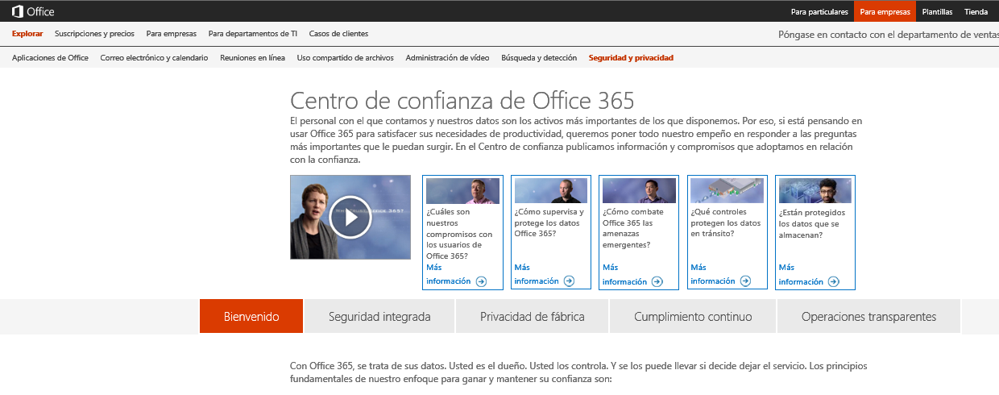 Office
Para particulares Para empresas Plantillas Tienda
Explorar Suscripciones y precios Para empresas Para departamentos de TI Casos de clientes
Póngase en contacto con el departamento de ventas
Aplicaciones de Office Correo electrónico y calendario Reuniones en línea Uso compartido de archivos Administración de vídeo Búsqueda y detección Seguridad y privacidad
Centro de confianza de Office 365
El personal con el que contamos y nuestros datos son los activos más importantes de los que disponemos. Por eso, si está pensando en
usar Office 365 para satisfacer sus necesidades de productividad, queremos poner todo nuestro empeño en responder a las preguntas
más importantes que le puedan surgir. En el Centro de confianza publicamos información y compromisos que adoptamos en relación
con la confianza.
¿Cuáles son
nuestros
compromisos con
los usuarios de
Office 365?
Más
información
¿Cómo supervisa y
protege los datos
Office 365?
Más
información
¿Cómo combate
Office 365 las
amenazas
emergentes?
Más
información
¿Qué controles
protegen los datos
en tránsito?
Más
información
¿Están protegidos
los datos que se
almacenan?
Más
información
Bienvenido
Seguridad integrada
Privacidad de fábrica
Cumplimiento continuo
Operaciones transparentes
Con Office 365, se trata de sus datos. Usted es el dueño. Usted los controla. Y se los puede llevar si decide dejar el servicio. Los principios
fundamentales de nuestro enfoque para ganar y mantener su confianza son: